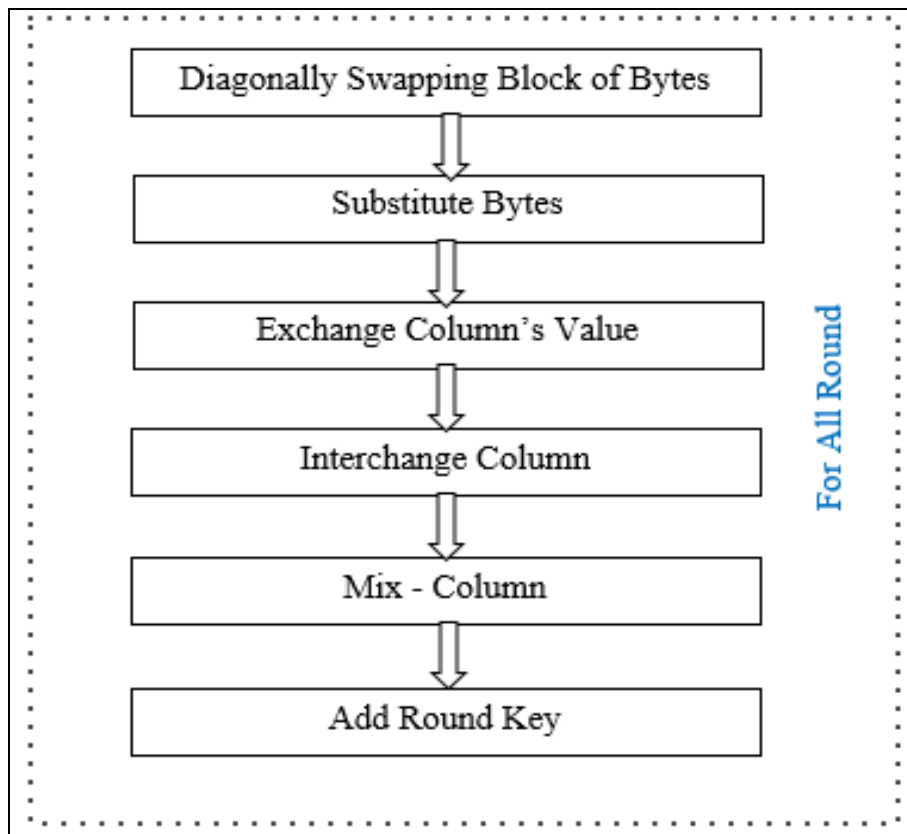 Diagonally Swapping Block of Bytes
Substitute Bytes
Exchange Column’s Value
Interchange Column
Mix - Column
Add Round Key
For All Round